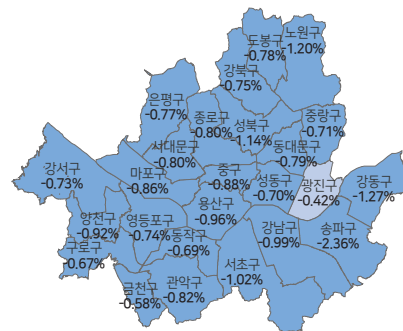 도봉구
-0.78%
노원구
-1.20%
강북구
-0.75%
은평구
-0.77%
종로구
-0.80%
성북구
-1.14%
중랑구
-0.71%
서대문구
-0.80%
동대문구
-0.79%
강서구
-0.73%
마포구
-0.86%
중구
-0.88%
성동구
-0.70%
광진구
-0.42%
강동구
-1.27%
양천구
-0.92%
영등포구
-0.74%
용산구
-0.96%
동작구
-0.69%
강남구
-0.99%
송파구
-2.36%
구로구
-0.67%
금천구
-0.58%
관악구
-0.82%
서초구
-1.02%